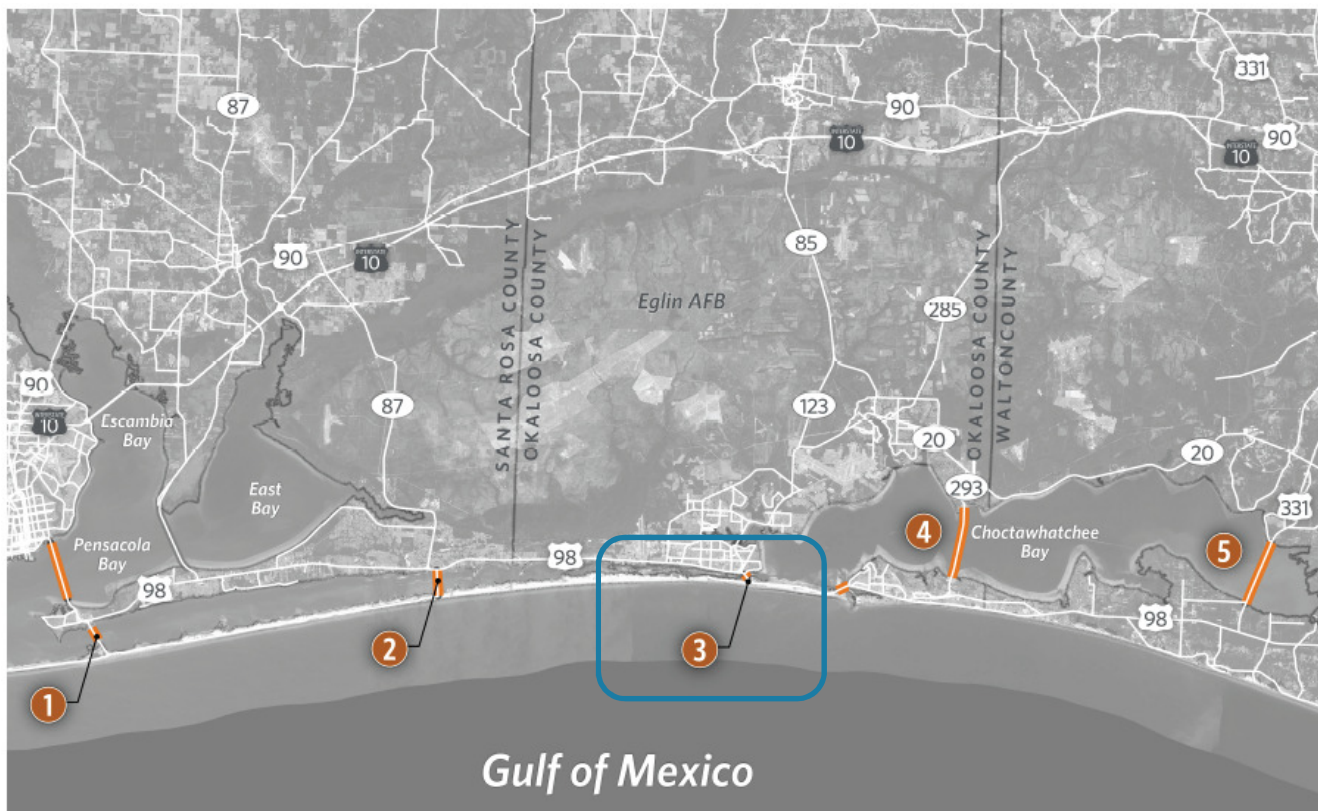 87
331
90
INTERSTATE
10
90
INTERSTATE
10
90
INTERSTATE
10
SANTA ROSA COUNTY
OKALOOSA COUNTY
85
OKALOOSA COUNTY
WALTONCOUNTY
Eglin AFB
285
90
INTERSTATE
10
Escambia
Bay
87
123
20
20
East
Bay
293
331
Pensacola
Bay
98
98
4
Choctawhatchee
Bay
5
98
2
3
1
Gulf of Mexico